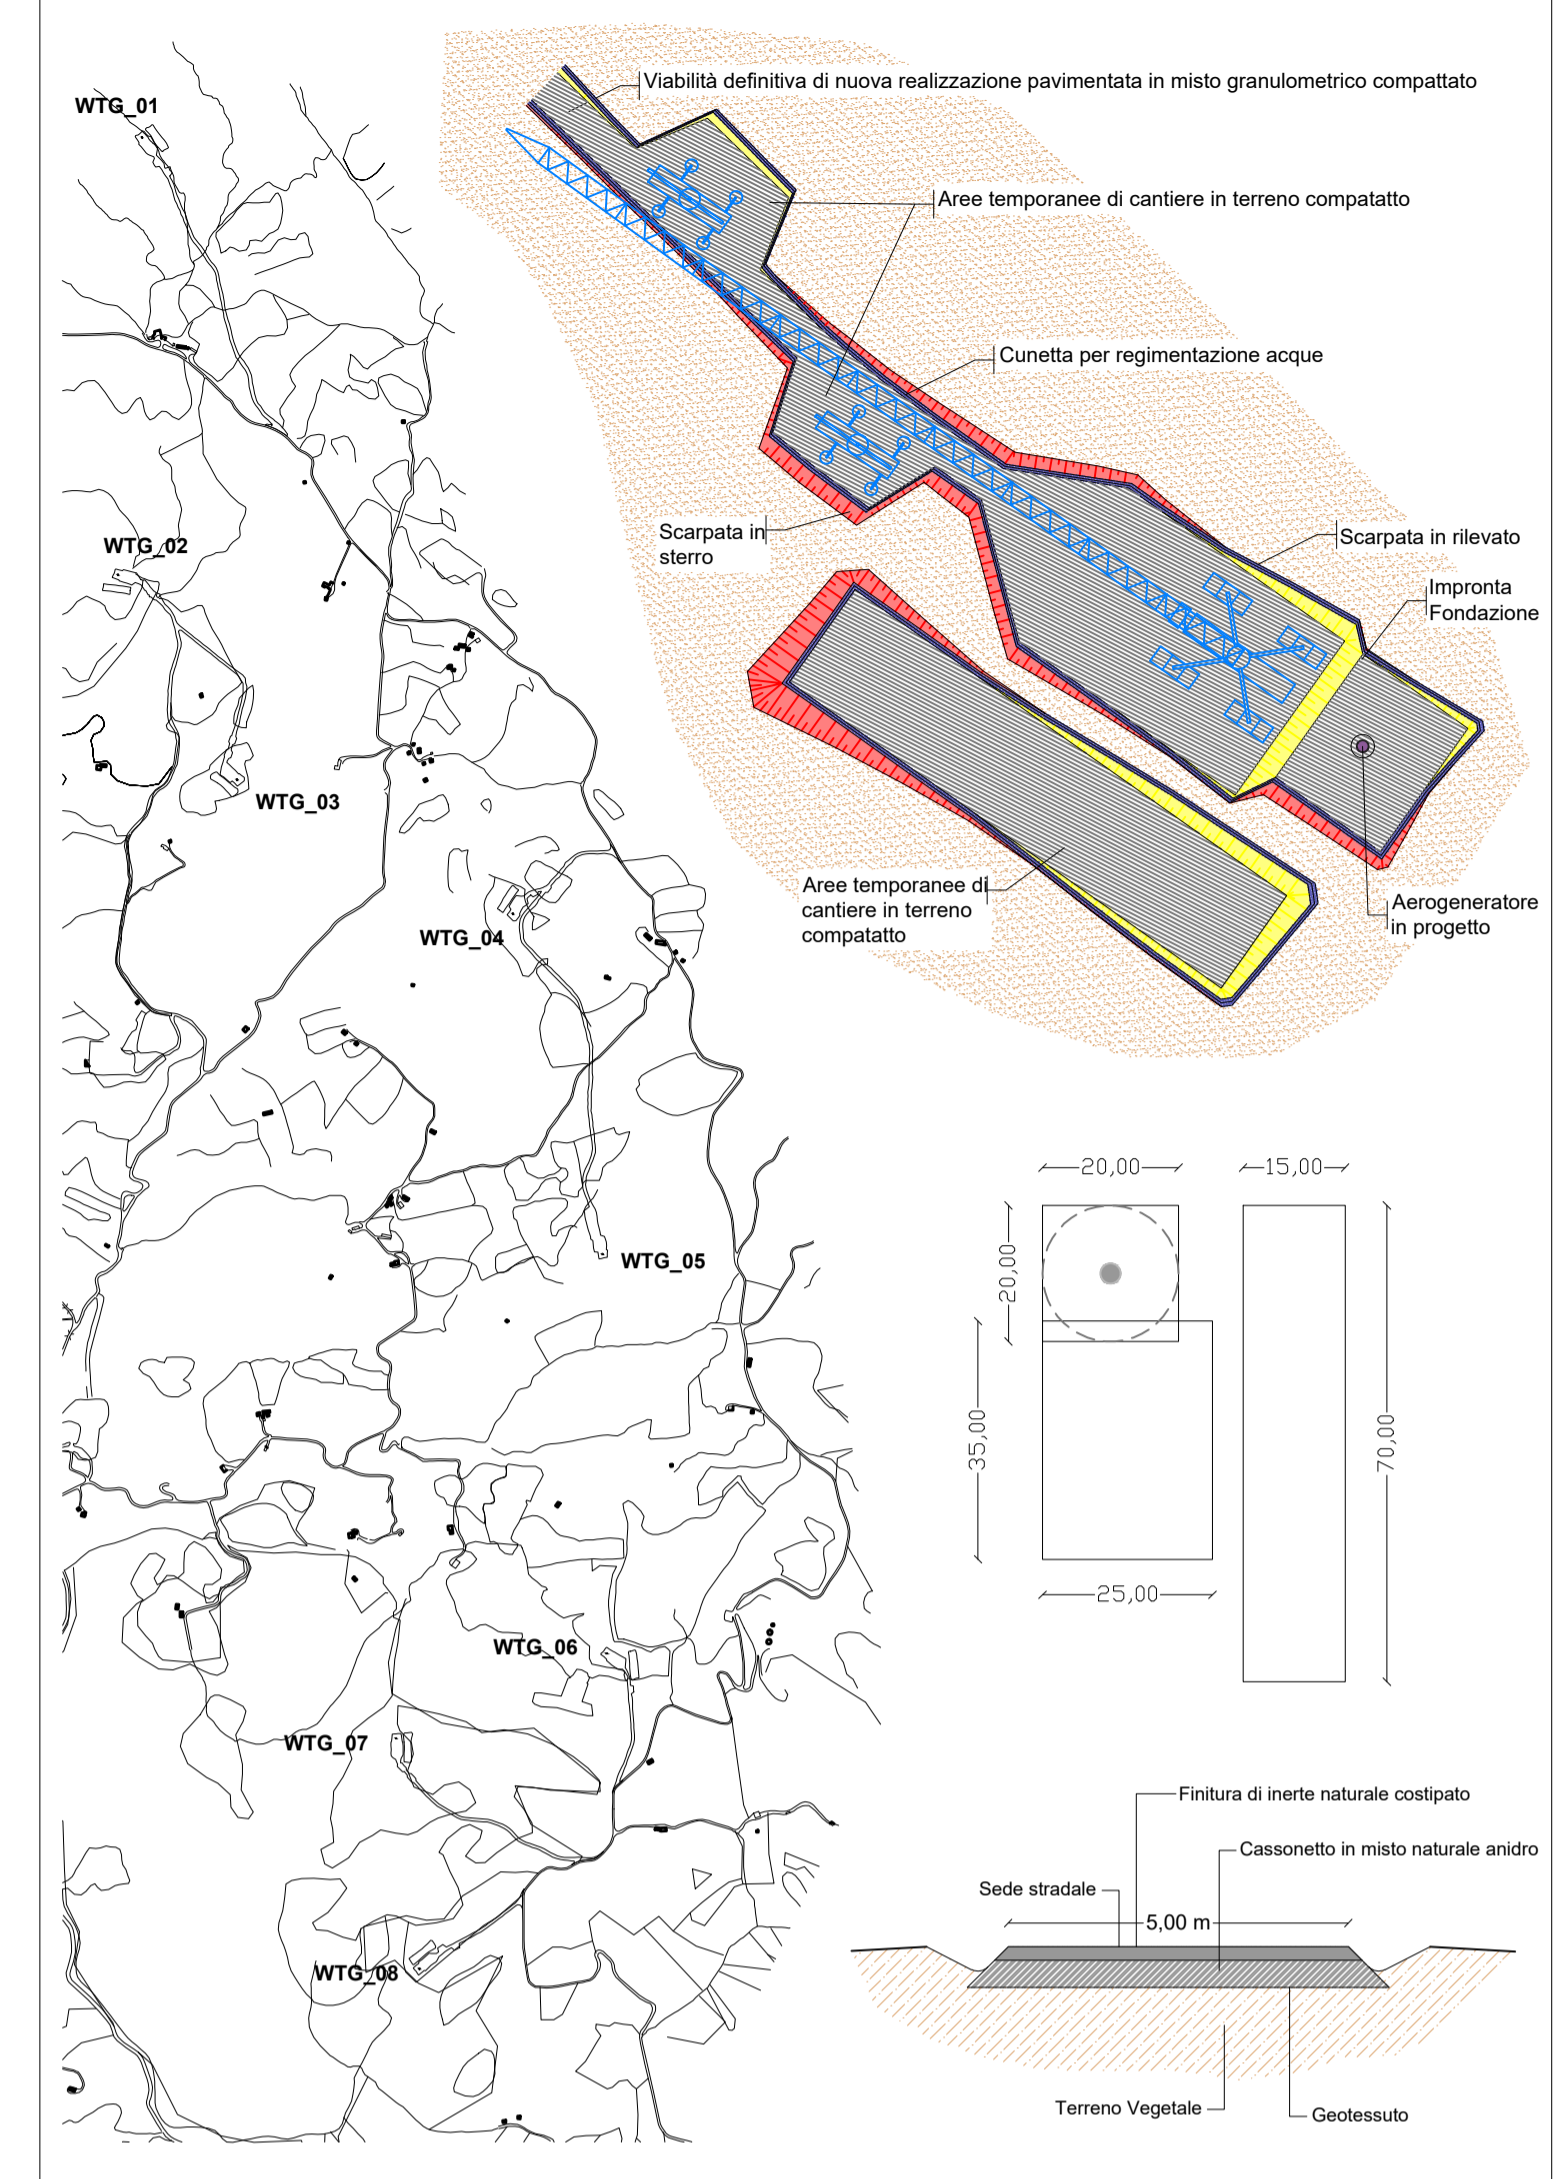 WTG_01
WTG_02
WTG_03
WTG_04
WTG_05
WTG_06
WTG_07
WTG_08
Viabilità definitiva di nuova realizzazione pavimentata in misto granulometrico compattato
Aree temporanee di cantiere in terreno compatatto
Cunetta per regimentazione acque
Scarpata in
sterro
Scarpata in rilevato
Impronta
Fondazione
Aree temporanee di
cantiere in terreno
compatatto
Aerogeneratore
in progetto
20,00
15,00
20,00
35,00
70,00
25,00
Finitura di inerte naturale costipato
Cassonetto in misto naturale anidro
Sede stradale
5,00 m
Terreno Vegetale
Geotessuto